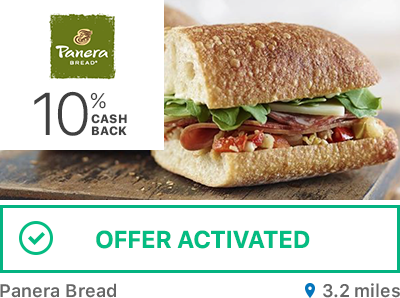 Panera
BREAD®
10% CASH BACK
OFFER ACTIVATED
Panera Bread 3.2 miles